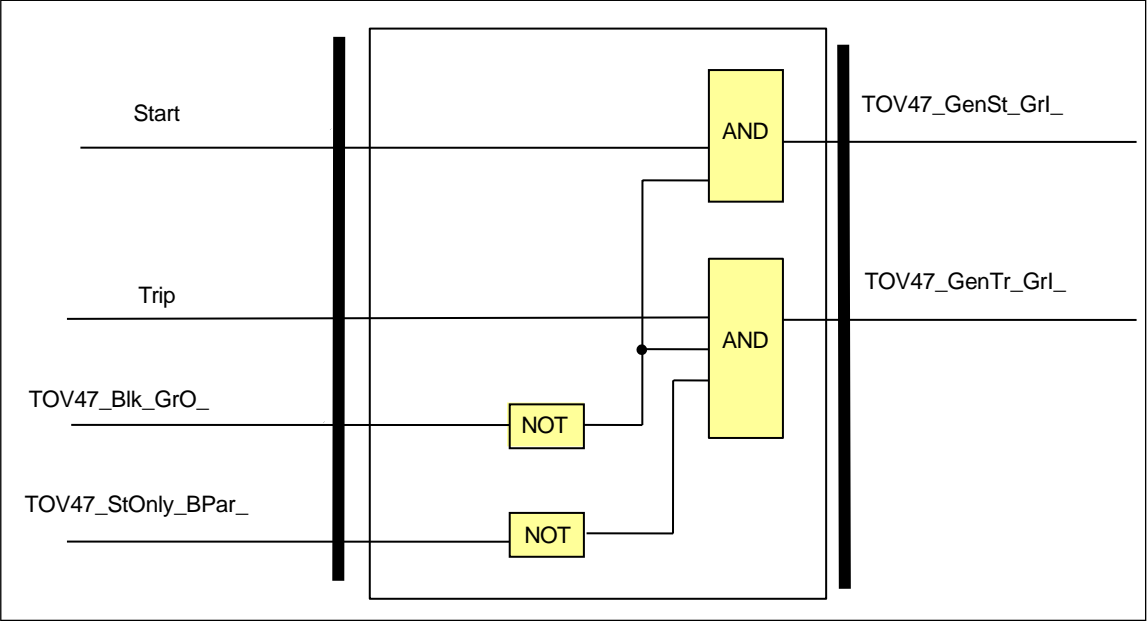 TOV47_GenSt_GrI_
Start
AND
TOV47_GenTr_GrI_
Trip
AND
TOV47_Blk_GrO_
NOT
TOV47_StOnly_BPar_
NOT